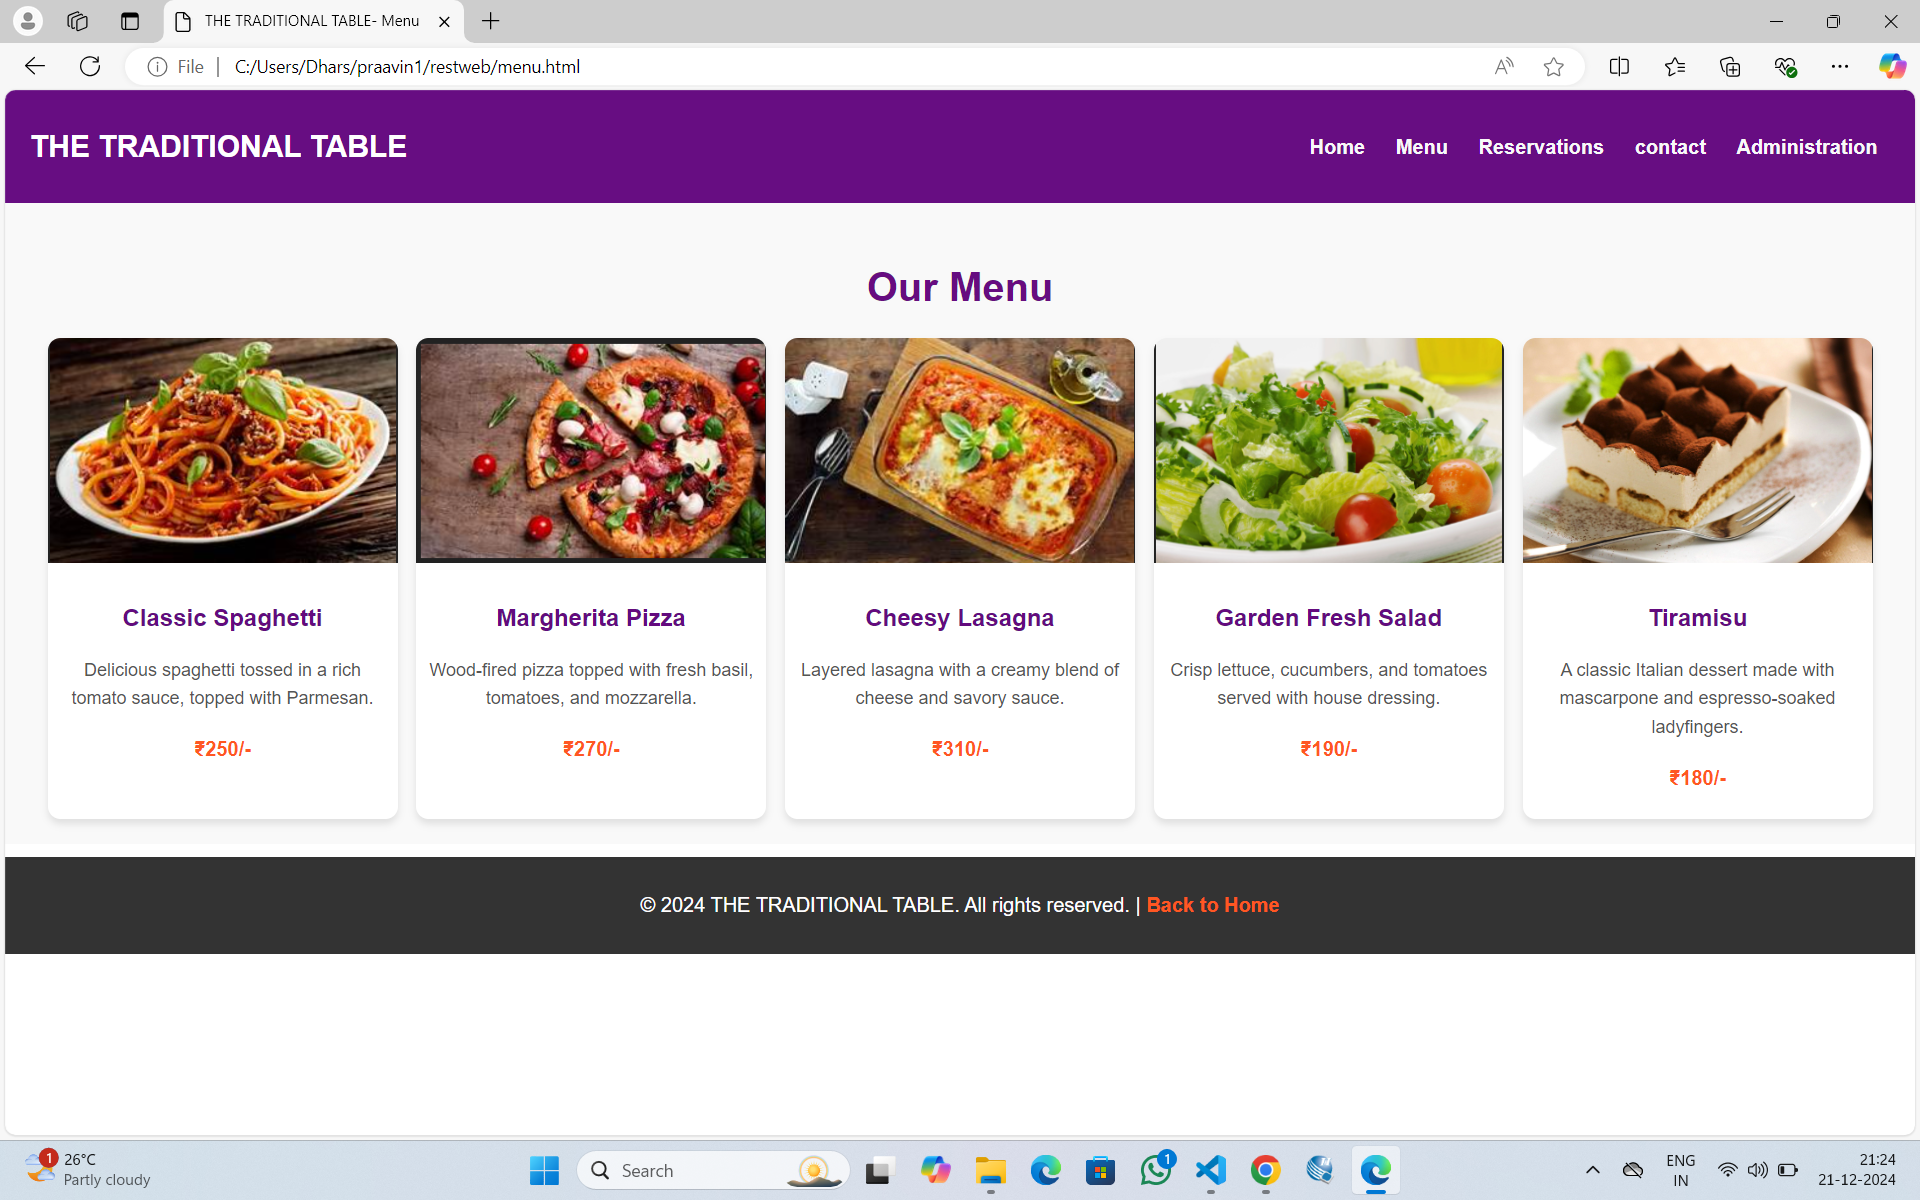 THE TRADITIONAL TABLE- Menu
File
C:/Users/Dhars/praavin1/restweb/menu.html
THE TRADITIONAL TABLE
Home Menu Reservations contact Administration
Our Menu
Classic Spaghetti
Delicious spaghetti tossed in a rich
tomato sauce, topped with Parmesan.
₹250/-
Margherita Pizza
Wood-fired pizza topped with fresh basil,
tomatoes, and mozzarella.
₹270/-
Cheesy Lasagna
Layered lasagna with a creamy blend of
cheese and savory sauce.
₹310/-
Garden Fresh Salad
Crisp lettuce, cucumbers, and tomatoes
served with house dressing.
₹190/-
Tiramisu
A classic Italian dessert made with
mascarpone and espresso-soaked
ladyfingers.
₹180/-
© 2024 THE TRADITIONAL TABLE. All rights reserved. | Back to Home
1
26°C
Partly cloudy
Search
1
ENG
IN
21:24
21-12-2024